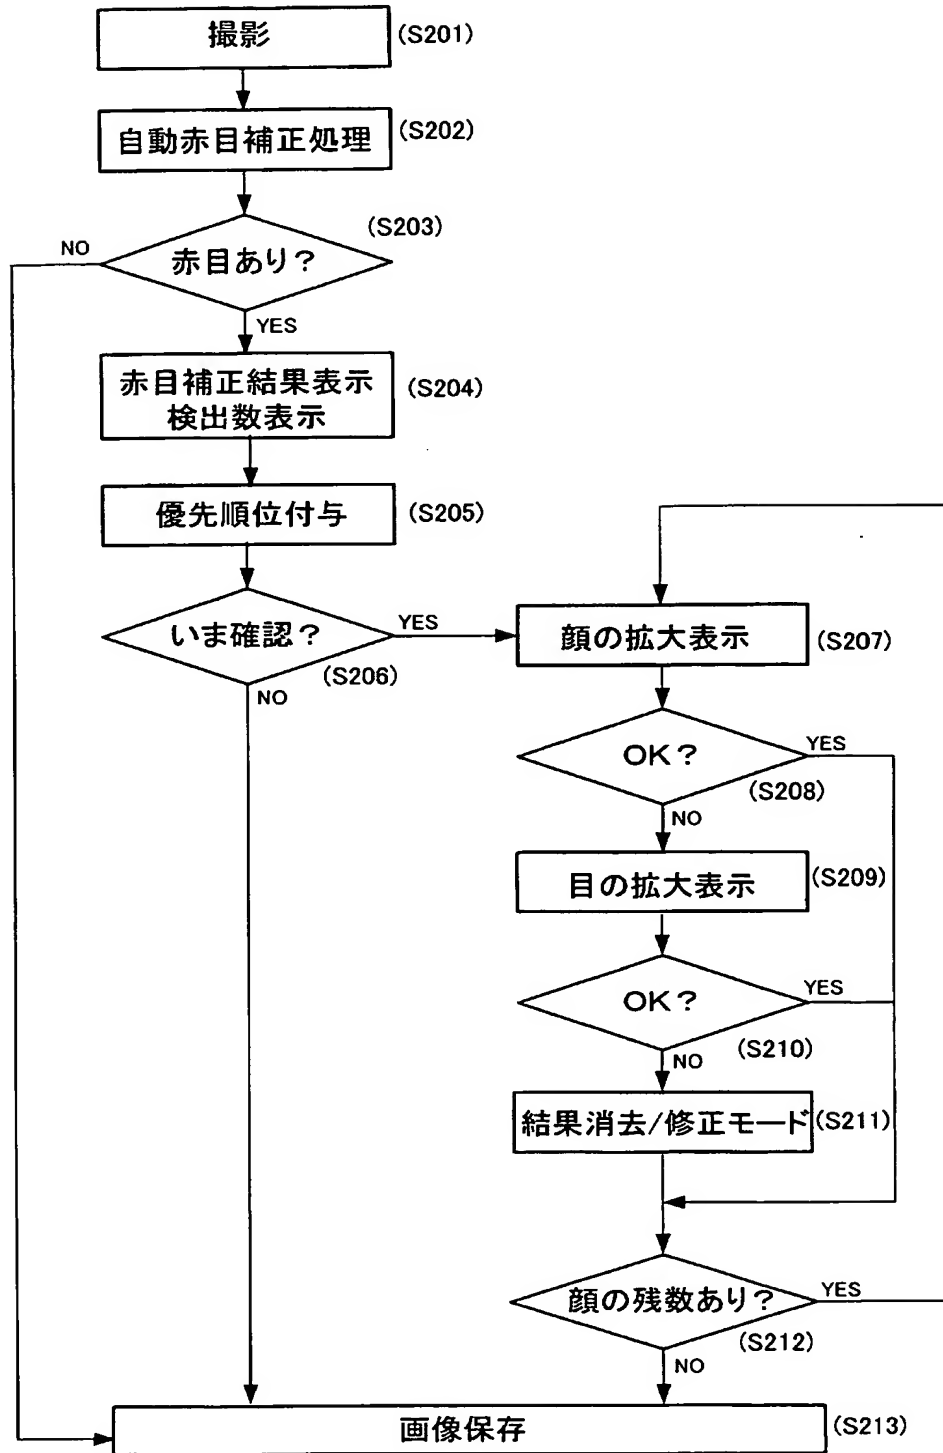 撮影
(S201)
自動赤目補正処理
(S202)
(S203)
赤目あり?
NO
YES
赤目補正結果表示
検出数表示
(S204)
優先順位付与
(S205)
いま確認?
YES
(S206)
NO
顔の拡大表示
(S207)
OK?
YES
(S208)
NO
目の拡大表示
(S209)
OK?
YES
(S210)
NO
結果消去/修正モード
(S211)
顔の残数あり?
YES
(S212)
NO
画像保存
(S213)